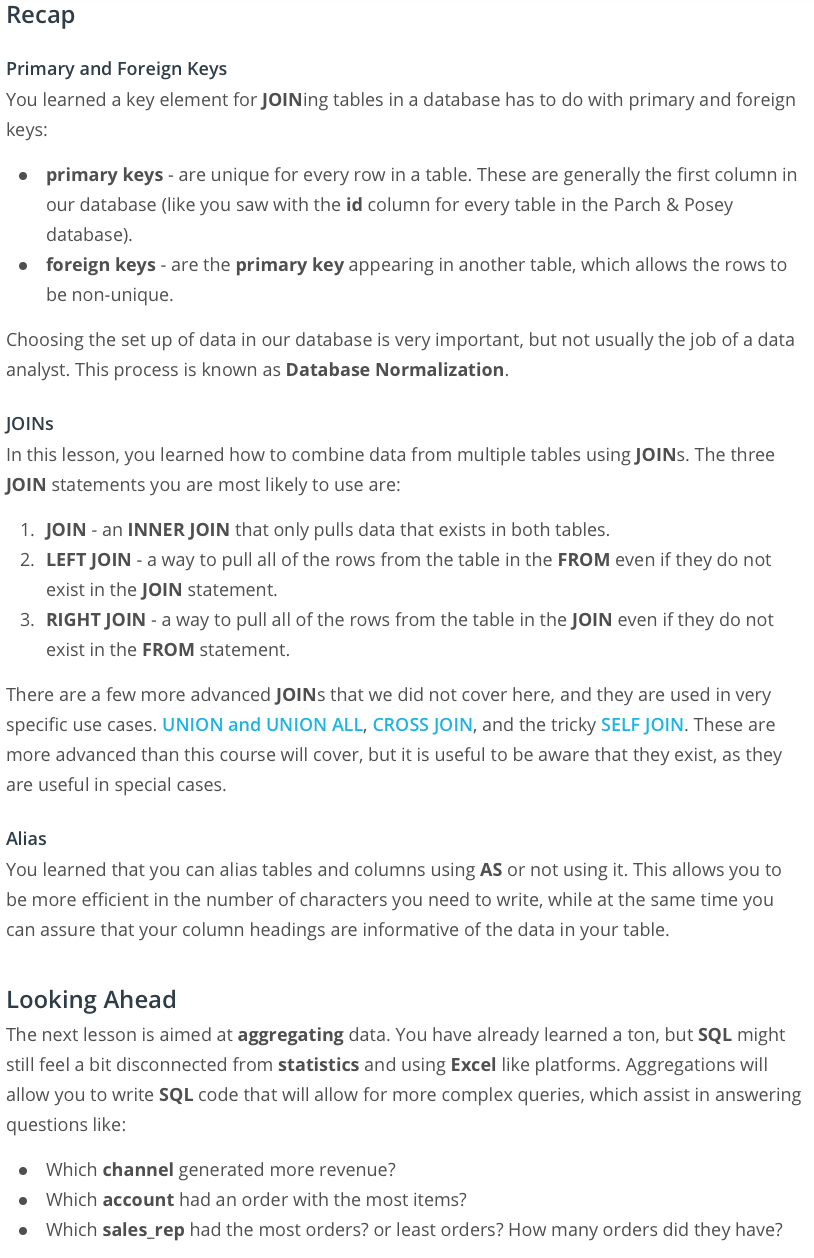 Recap
Primary and Foreign Keys
You learned a key element for JOINing tables in a database has to do with primary and foreign
keys:
● primary keys - are unique for every row in a table. These are generally the first column in
our database (like you saw with the id column for every table in the Parch & Posey
database).
● foreign keys - are the primary key appearing in another table, which allows the rows to
be non-unique.
Choosing the set up of data in our database is very important, but not usually the job of a data
analyst. This process is known as Database Normalization.
JOINs
In this lesson, you learned how to combine data from multiple tables using JOINs. The three
JOIN statements you are most likely to use are:
1. JOIN - an INNER JOIN that only pulls data that exists in both tables.
2. LEFT JOIN - a way to pull all of the rows from the table in the FROM even if they do not
exist in the JOIN statement.
3. RIGHT JOIN - a way to pull all of the rows from the table in the JOIN even if they do not
exist in the FROM statement.
There are a few more advanced JOINs that we did not cover here, and they are used in very
specific use cases. UNION and UNION ALL, CROSS JOIN, and the tricky SELF JOIN. These are
more advanced than this course will cover, but it is useful to be aware that they exist, as they
are useful in special cases.
Alias
You learned that you can alias tables and columns using AS or not using it. This allows you to
be more efficient in the number of characters you need to write, while at the same time you
can assure that your column headings are informative of the data in your table.
Looking Ahead
The next lesson is aimed at aggregating data. You have already learned a ton, but SQL might
still feel a bit disconnected from statistics and using Excel like platforms. Aggregations will
allow you to write SQL code that will allow for more complex queries, which assist in answering
questions like:
● Which channel generated more revenue?
● Which account had an order with the most items?
● Which sales_rep had the most orders? or least orders? How many orders did they have?